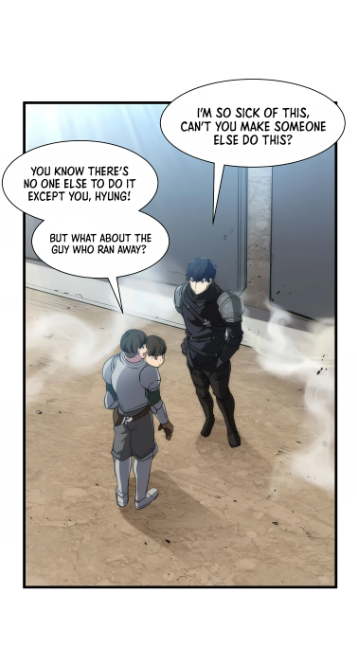 I'M SO SICK OF THIS,
CAN'T YOU MAKE SOMEONE
ELSE DO THIS?
YOU KNOW THERE'S
NO ONE ELSE TO DO IT
EXCEPT YOU, HYUNG!
BUT WHAT ABOUT THE
GUY WHO RAN AWAY?